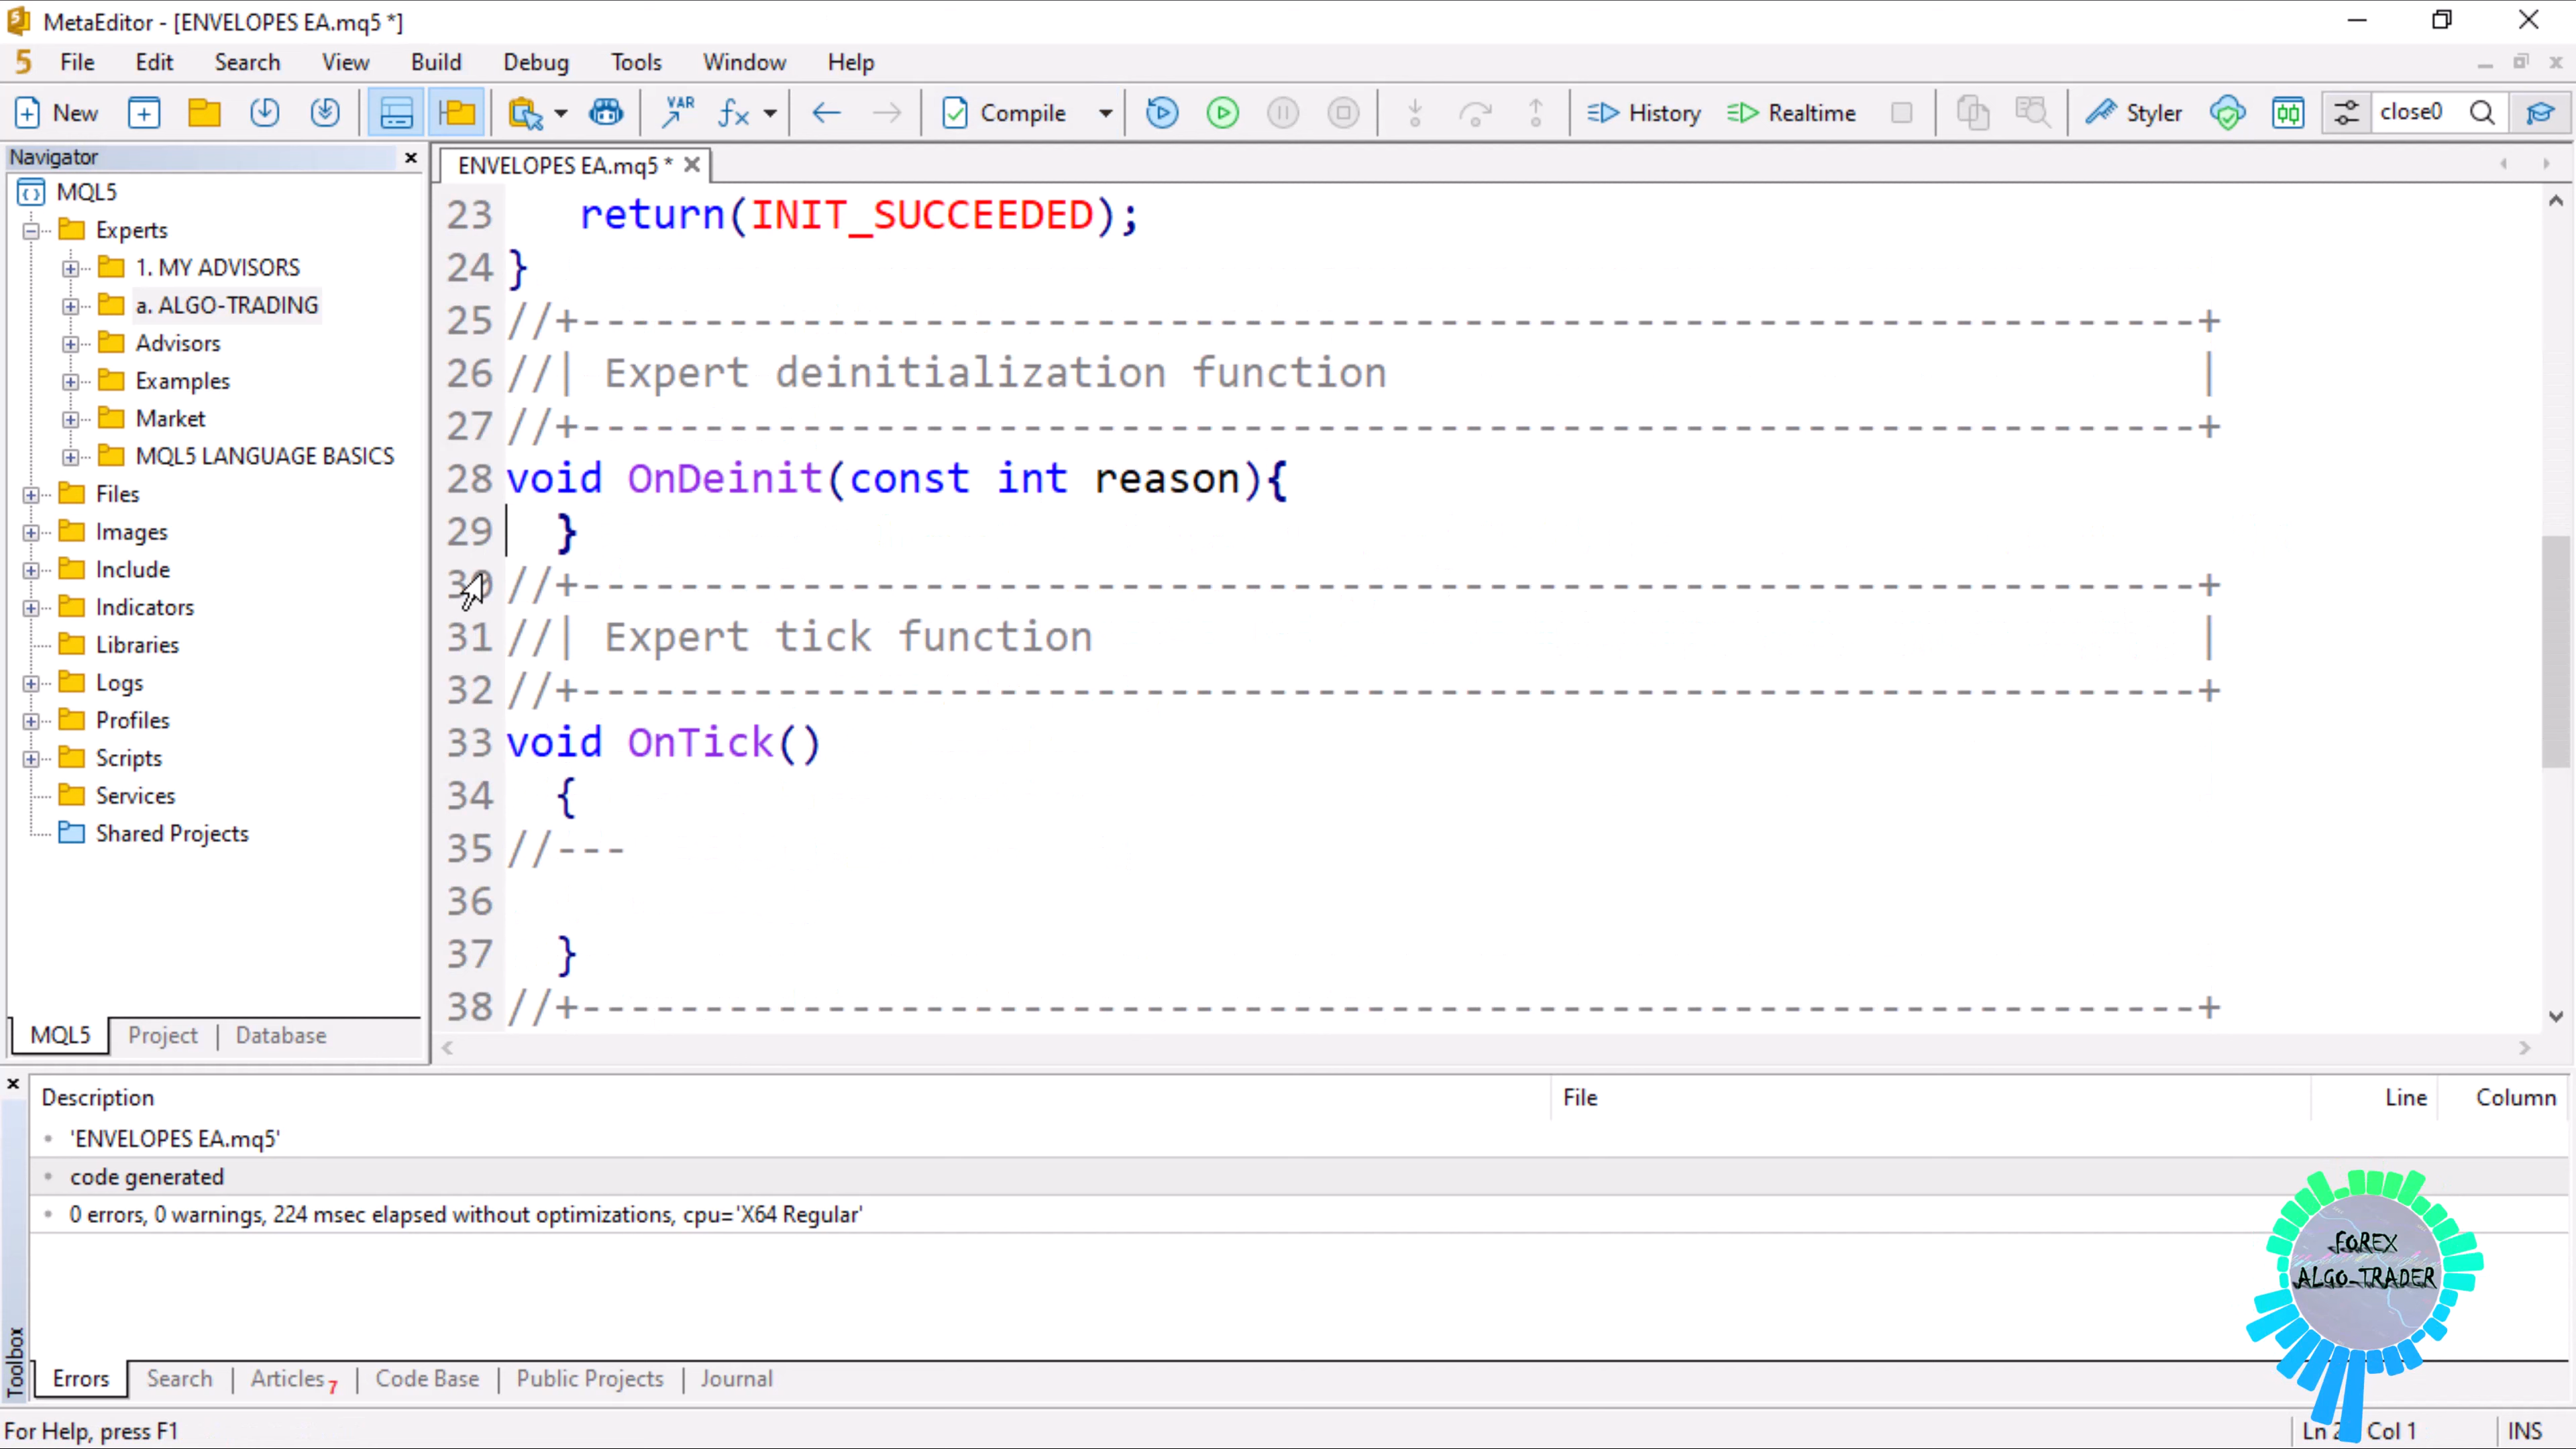 MetaEditor - [ENVELOPES EA.mq5 *]
File Edit Search View Build Debug Tools Window Help
New VAR fx Compile History Realtime Styler close0
Navigator
MQL5
Experts
1. MY ADVISORS
a. ALGO-TRADING
Advisors
Examples
Market
MQL5 LANGUAGE BASICS
Files
Images
Include
Indicators
Libraries
Logs
Profiles
Scripts
Services
Shared Projects
MQL5 Project Database
ENVELOPES EA.mq5 *
23 return(INIT_SUCCEEDED);
24 }
25 //+------------------------------------------------------------------+
26 //| Expert deinitialization function |
27 //+------------------------------------------------------------------+
28 void OnDeinit(const int reason){
29 }
30 //+------------------------------------------------------------------+
31 //| Expert tick function |
32 //+------------------------------------------------------------------+
33 void OnTick()
34 {
35 //---
36
37 }
38 //+------------------------------------------------------------------+
Description File Line Column
'ENVELOPES EA.mq5'
code generated
0 errors, 0 warnings, 224 msec elapsed without optimizations, cpu='X64 Regular'
FOREX
ALGO-TRADER
Toolbox
Errors Search Articles 7 Code Base Public Projects Journal
For Help, press F1
Ln Col 1 INS